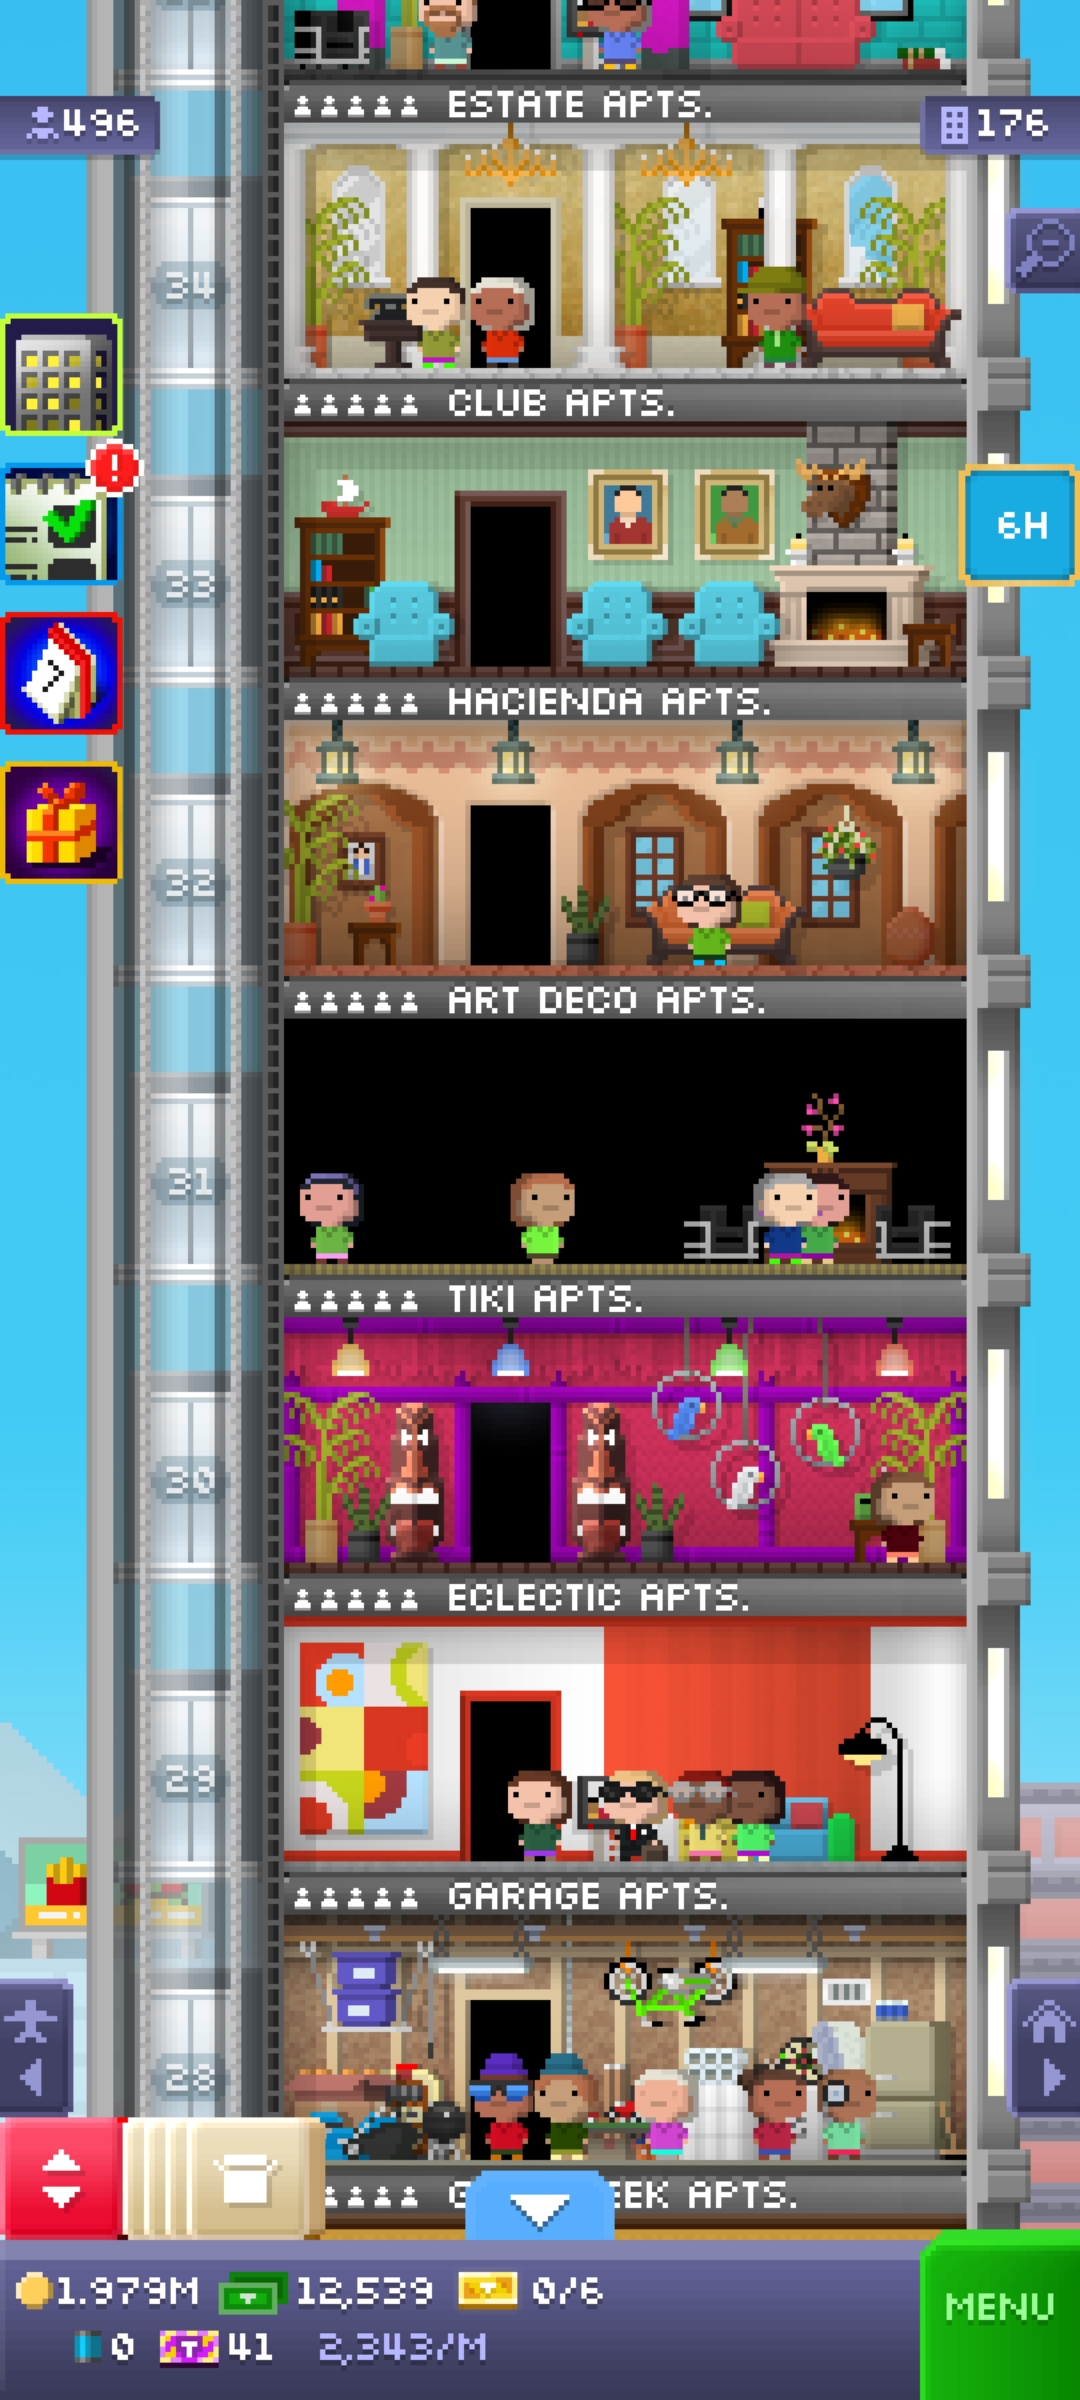 ESTATE APTS.
496
176
34
CLUB APTS.
6H
33
HACIENDA APTS.
32
ART DECO APTS.
31
TIKI APTS.
30
ECLECTIC APTS.
29
GARAGE APTS.
28
EEK APTS.
1.979M 12,539 0/6
0 41 2,343/M
MENU